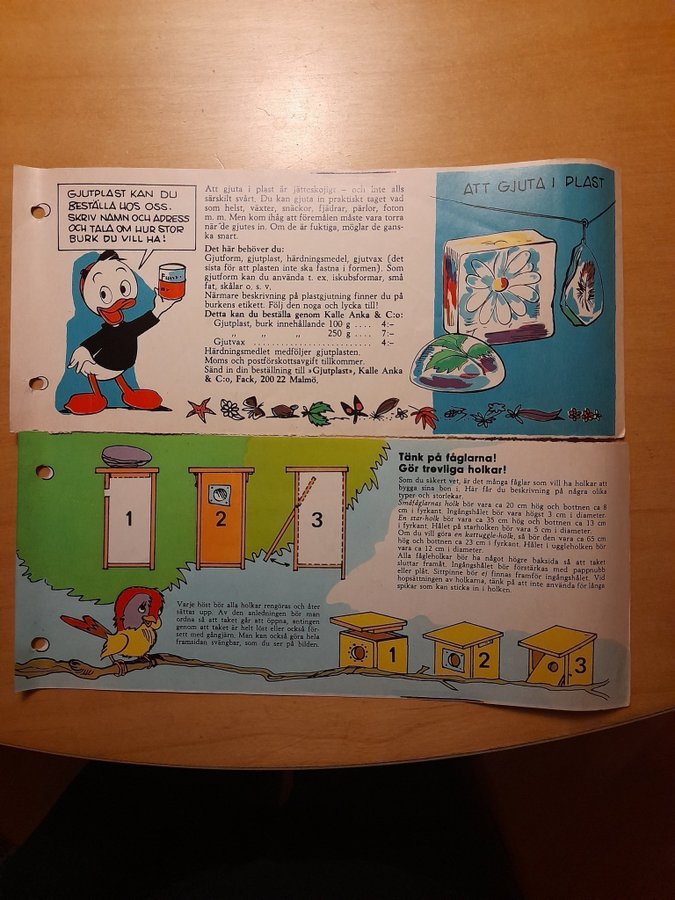 GJUTPLAST KAN DU
BESTÄLLA HOS OSS.
SKRIV NAMN OCH ADRESS
OCH TALA OM HUR STOR
BURK DU VILL HA!
Att gjuta i plast är jätteskojigt – och inte alls
särskilt svårt. Du kan gjuta in praktiskt taget vad
som helst, växter, snäckor, fjädrar, pärlor, foton
m. m. Men kom ihåg att föremålen måste vara torra
när de gjutes in. Om de är fuktiga, möglar de gans-
ka snart.
Det här behöver du:
Gjutform, gjutplast, härdningsmedel, gjutvax (det
sista för att plasten inte ska fastna i formen). Som
gjutform kan du använda t. ex. iskubsformar, små
fat, skålar o. s. v.
Närmare beskrivning på plastgjutning finner du på
burkens etikett. Följ den noga och lycka till!
Detta kan du beställa genom Kalle Anka & C:o:
Gjutplast, burk innehållande 100 g .... 4:–
„ „ „ 250 g .... 7:–
Gjutvax ............................ 4:–
Härdningsmedlet medföljer gjutplasten.
Moms och postförskottsavgift tillkommer.
Sänd in din beställning till »Gjutplast», Kalle Anka
& C:o, Fack, 200 22 Malmö.
ATT GJUTA I PLAST
1
2
3
Tänk på fåglarna!
Gör trevliga holkar!
Som du säkert vet, är det många fåglar som vill ha holkar att
bygga sina bon i. Här får du beskrivning på några olika
typer och storlekar.
Småfåglarnas holk bör vara ca 20 cm hög och bottnen ca 8
cm i fyrkant. Ingångshålet bör vara högst 3 cm i diameter.
En star-holk bör vara ca 35 cm hög och bottnen ca 13 cm
i fyrkant. Hålet på starholken bör vara 5 cm i diameter.
Om du vill göra en kattuggle-holk, så bör den vara ca 65 cm
hög och bottnen ca 23 cm i fyrkant. Hålet i uggleholken bör
vara ca 12 cm i diameter.
Alla fågleholkar bör ha något högre baksida så att taket
sluttar framåt. Ingångshålet bör förstärkas med pappnubb
eller plåt. Sittpinne bör ej finnas framför ingångshålet. Vid
hopsättningen av holkarna, tänk på att inte använda för långa
spikar som kan sticka in i holken.
Varje höst bör alla holkar rengöras och åter
sättas upp. Av den anledningen bör man
ordna så att taket går att öppna, antingen
genom att taket är helt löst eller också för-
sett med gångjärn. Man kan också göra hela
framsidan svängbar, som du ser på bilden.
1
2
3